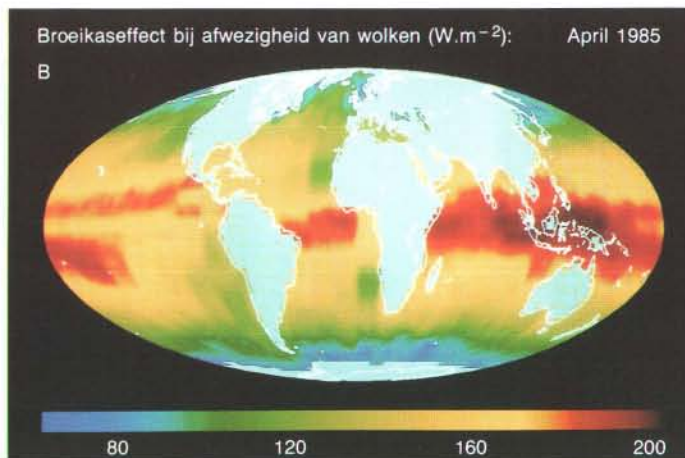 Broeikaseffect bij afwezigheid van wolken (W.m⁻²): April 1985
B
80 120 160 200